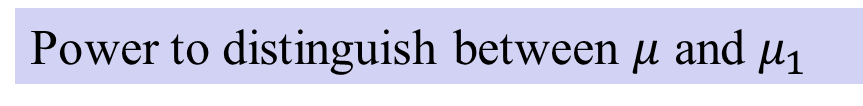 Power to distinguish between 𝜇 and 𝜇₁